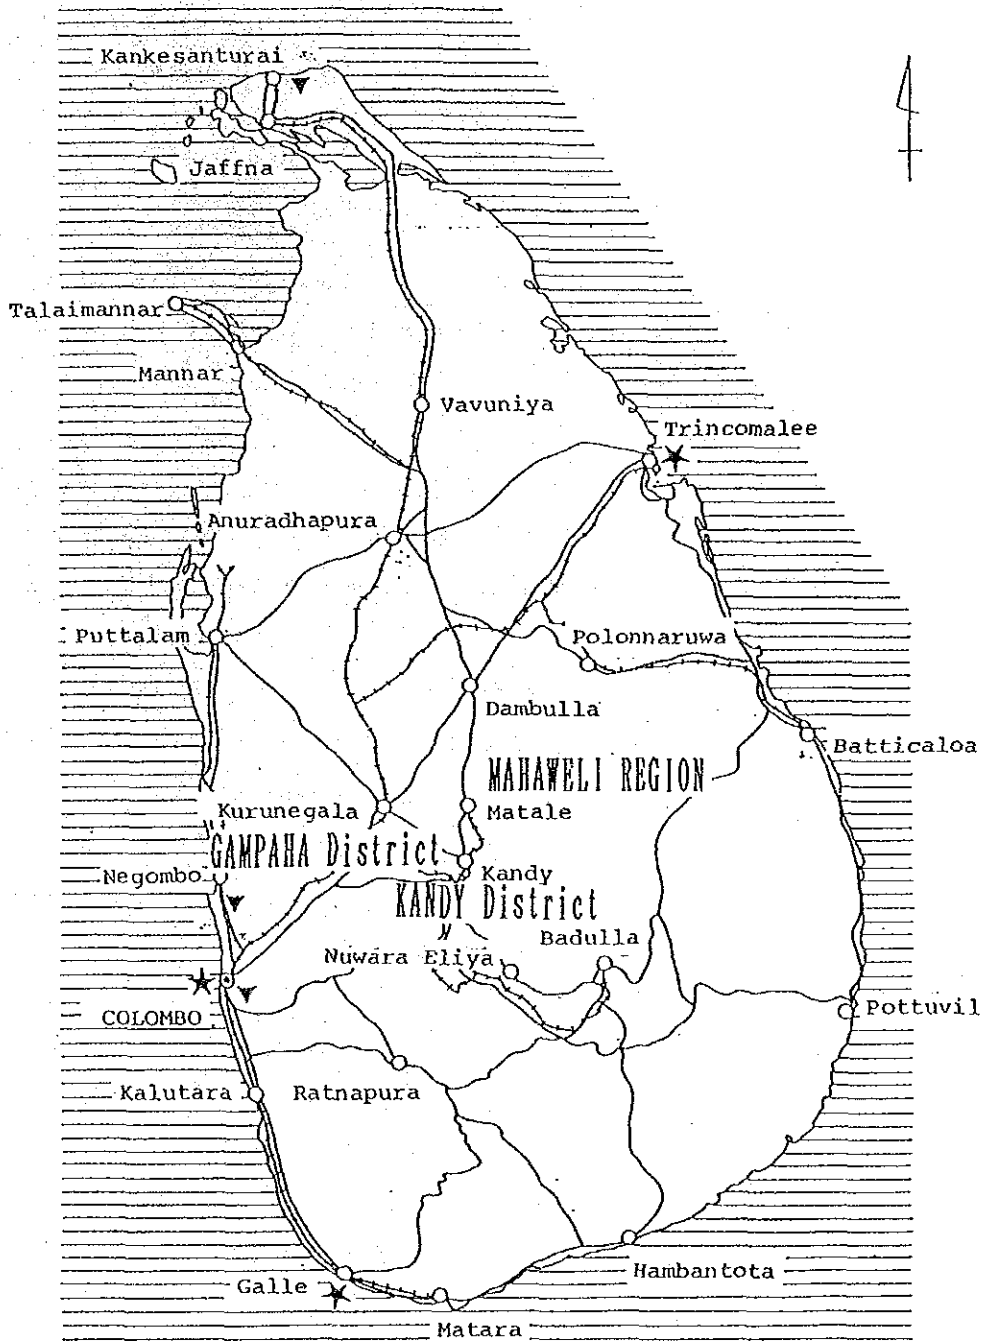 Kankesanturai
Jaffna
Talaimannar
Mannar
Vavuniya
Trincomalee
Anuradhapura
Puttalam
Polonnaruwa
Dambulla
Batticaloa
MAHAWELI REGION
Kurunegala
Matale
GAMPAHA District
Negombo
Kandy
KANDY District
Badulla
Nuwara Eliya
Pottuvil
COLOMBO
Kalutara
Ratnapura
Hambantota
Galle
Matara